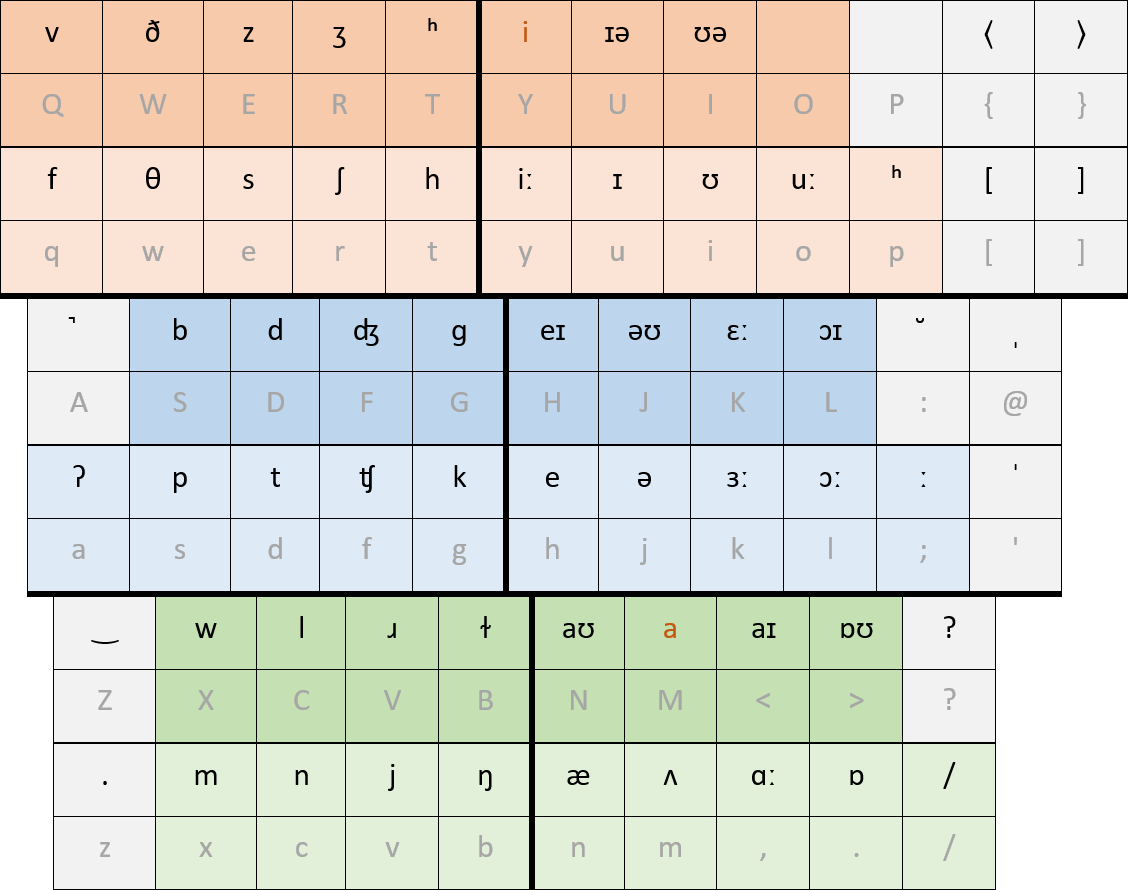 v ð z ʒ ʰ i ɪə ʊə ⟨ ⟩
Q W E R T Y U I O P { }
f θ s ʃ h iː ɪ ʊ uː ʰ [ ]
q w e r t y u i o p [ ]
̚ b d ʤ g eɪ əʊ ɛː ɔɪ ˘ ˌ
A S D F G H J K L : @
ʔ p t ʧ k e ə ɜː ɔː ː ˈ
a s d f g h j k l ; '
‿ w l ɹ ɫ aʊ a aɪ ɒʊ ?
Z X C V B N M < > ?
. m n j ŋ æ ʌ ɑː ɒ /
z x c v b n m , . /